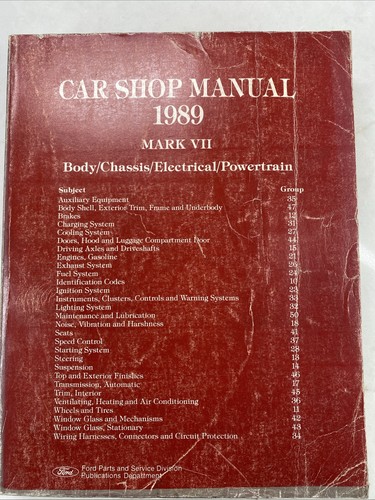 CAR SHOP MANUAL
1989
MARK VII
Body/Chassis/Electrical/Powertrain
Subject Group
Auxiliary Equipment 35
Body Shell, Exterior Trim, Frame and Underbody 47
Brakes 12
Charging System 31
Cooling System 27
Doors, Hood and Luggage Compartment Door 44
Driving Axles and Driveshafts 15
Engines, Gasoline 21
Exhaust System 26
Fuel System 24
Identification Codes 10
Ignition System 23
Instruments, Clusters, Controls and Warning Systems 33
Lighting System 32
Maintenance and Lubrication 50
Noise, Vibration and Harshness 18
Seats 41
Speed Control 37
Starting System 28
Steering 13
Suspension 14
Top and Exterior Finishes 46
Transmission, Automatic 17
Trim, Interior 45
Ventilating, Heating and Air Conditioning 36
Wheels and Tires 11
Window Glass and Mechanisms 42
Window Glass, Stationary 43
Wiring Harnesses, Connectors and Circuit Protection 34
Ford
Ford Parts and Service Division
Publications Department